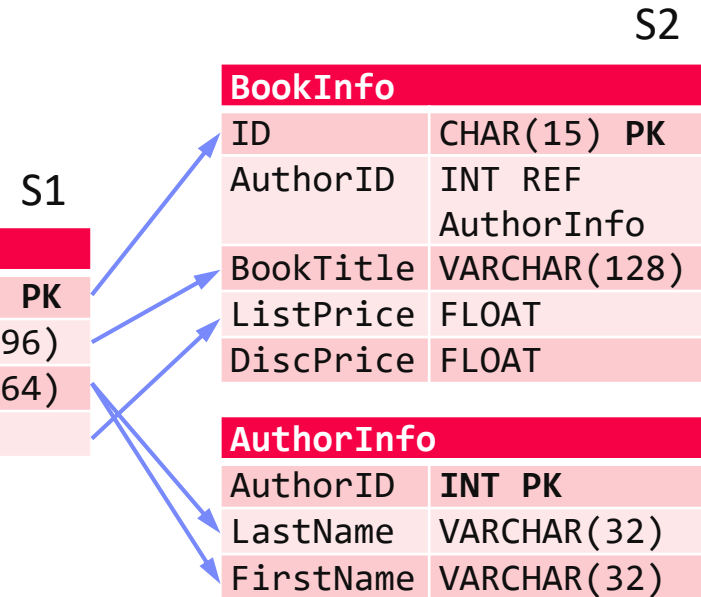 S2
BookInfo
ID CHAR(15) PK
AuthorID INT REF
AuthorInfo
BookTitle VARCHAR(128)
ListPrice FLOAT
DiscPrice FLOAT
S1
PK
96)
64)
AuthorInfo
AuthorID INT PK
LastName VARCHAR(32)
FirstName VARCHAR(32)